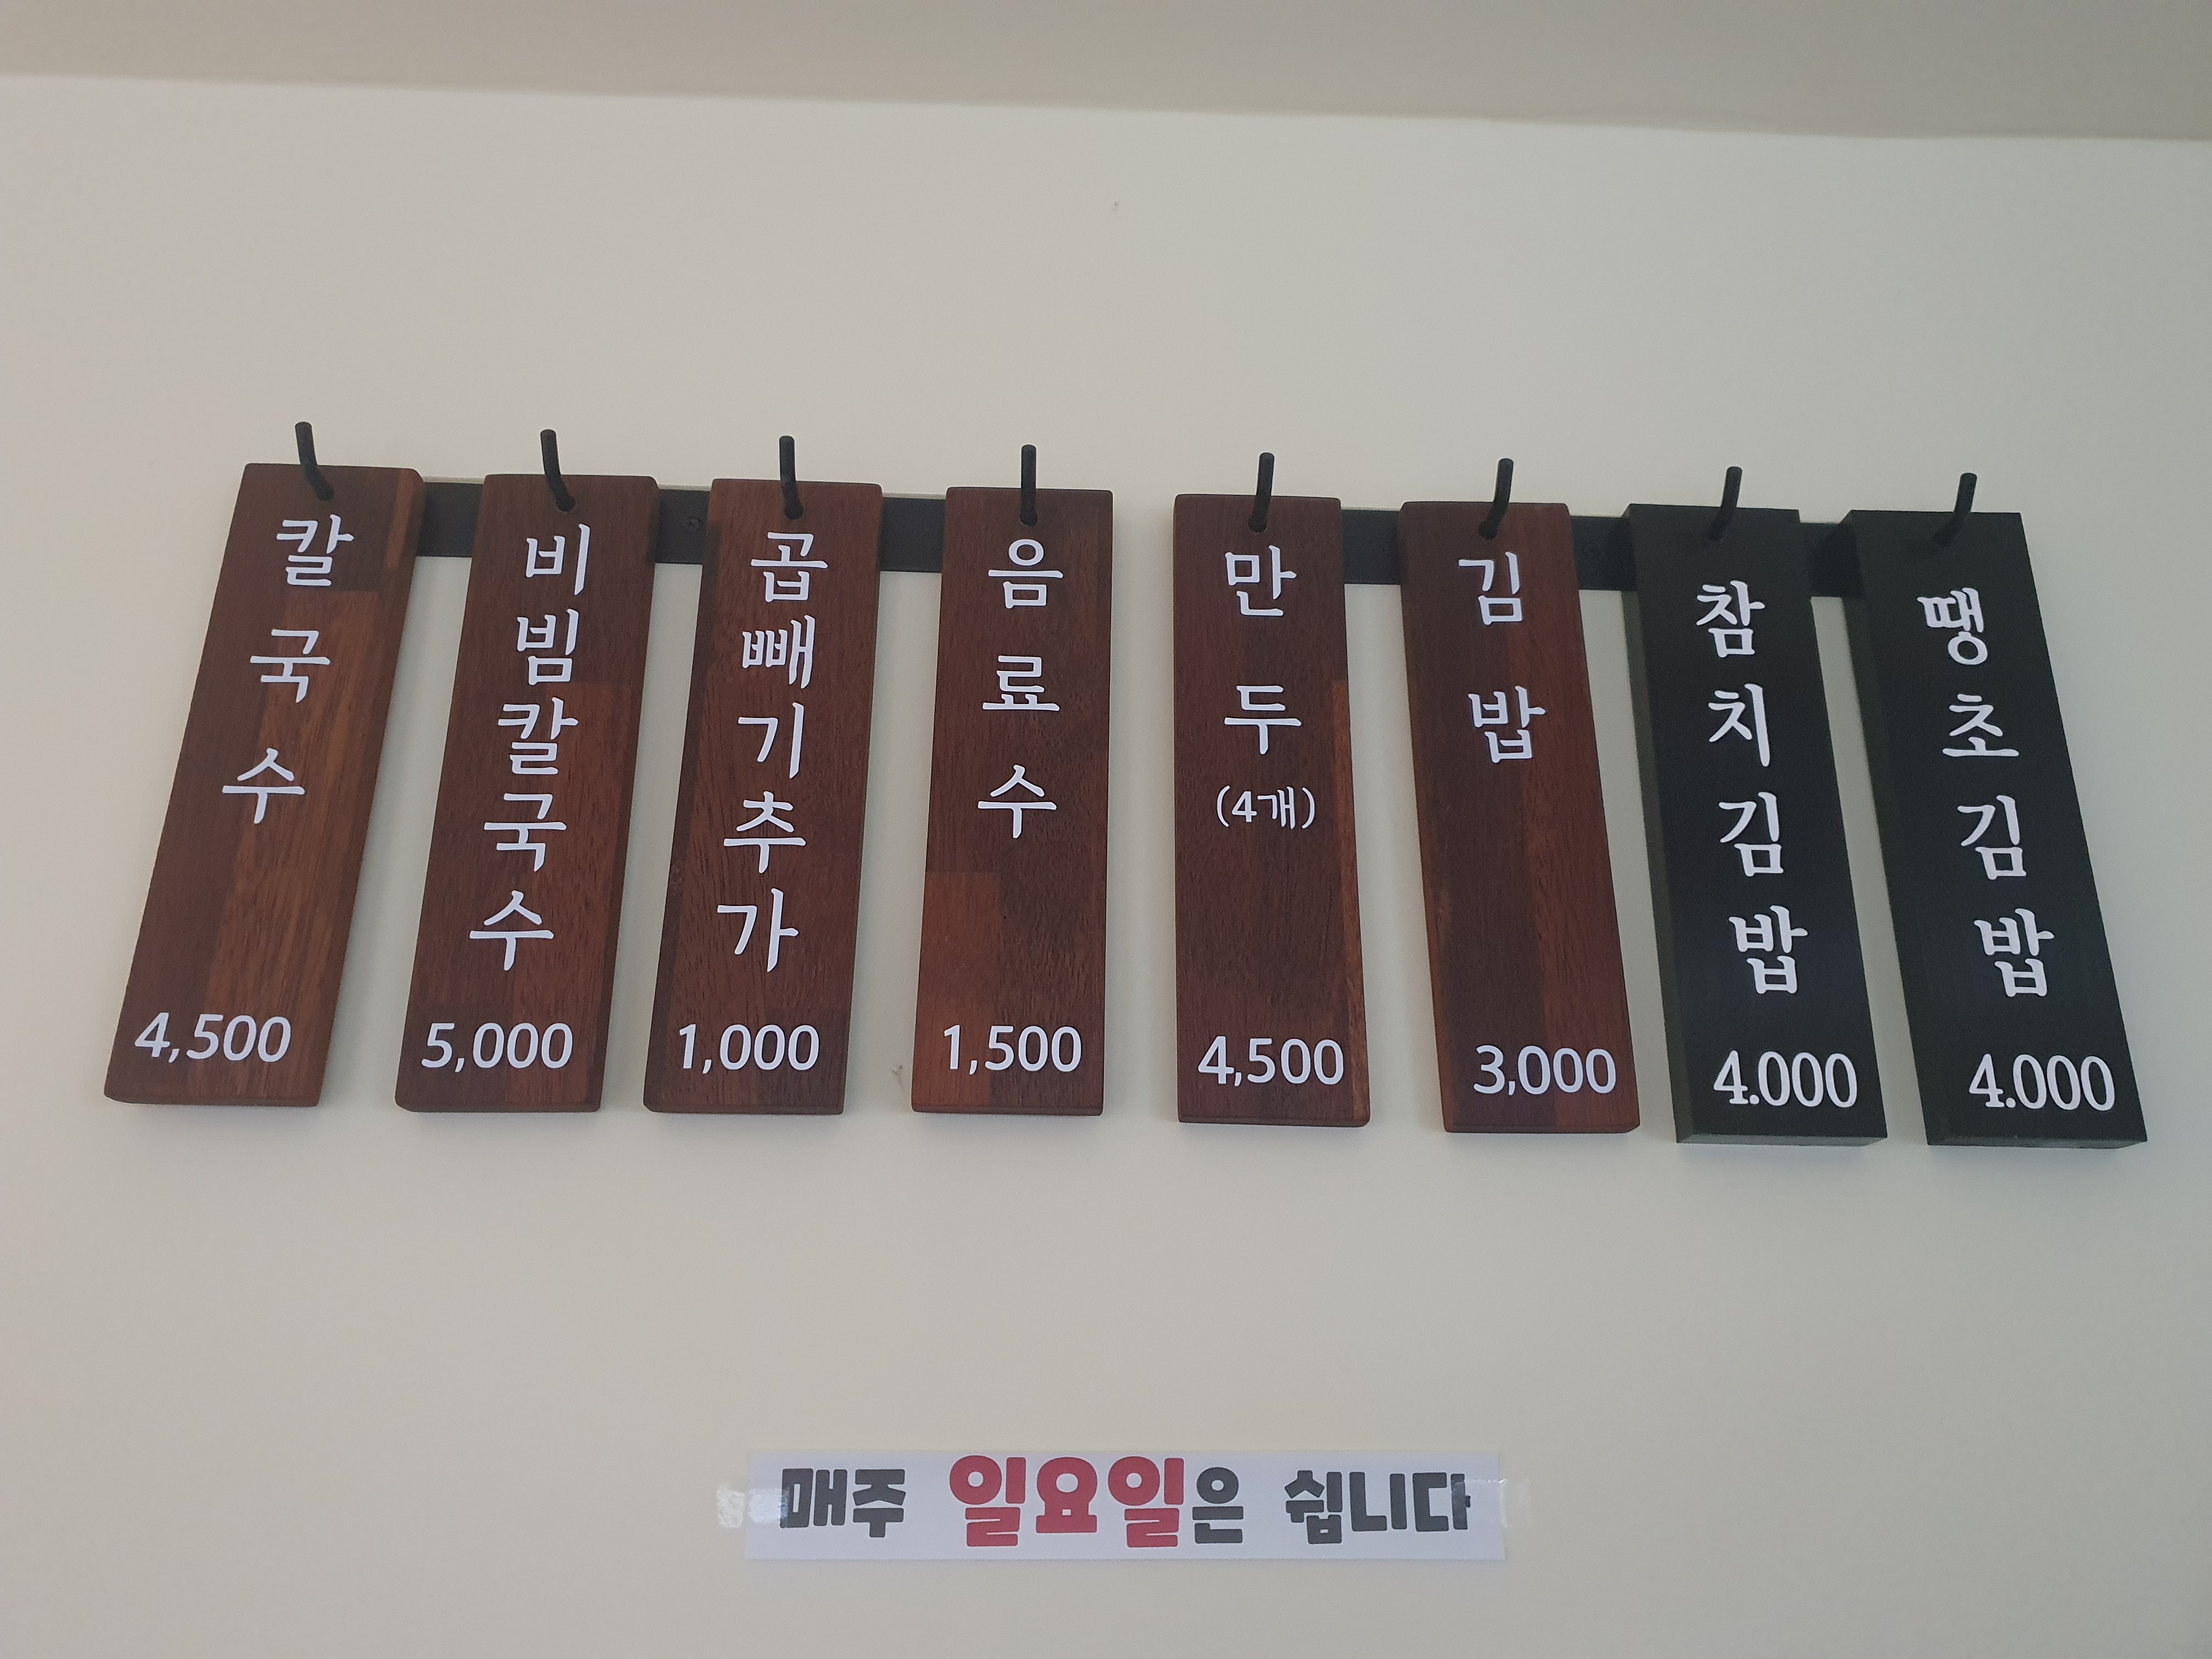 칼국수
4,500
비빔칼국수
5,000
곱빼기추가
1,000
음료수
1,500
만두
(4개)
4,500
김밥
3,000
참치김밥
4.000
땡초김밥
4.000
매주 일요일은 쉽니다